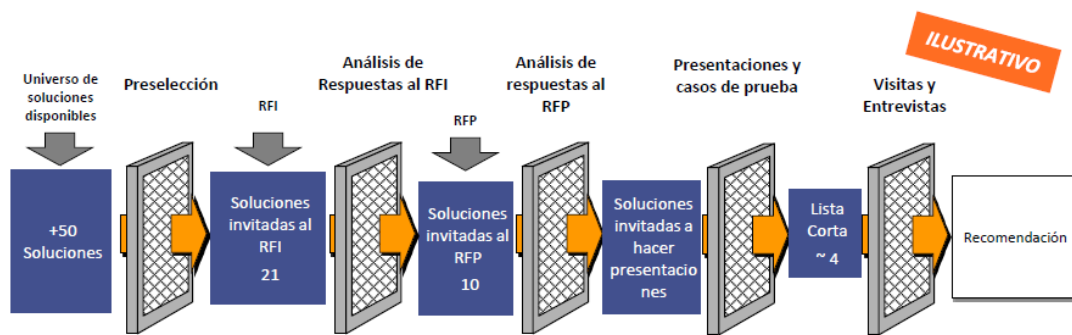 ILUSTRATIVO
Universo de
soluciones
disponibles
Preselección
RFI
Análisis de
Respuestas al RFI
RFP
Análisis de
respuestas al
RFP
Presentaciones y
casos de prueba
Visitas y
Entrevistas
+50
Soluciones
Soluciones
invitadas al
RFI
21
Soluciones
invitadas al
RFP
10
Soluciones
invitadas a
hacer
presentacio
nes
Lista
Corta
~ 4
Recomendación